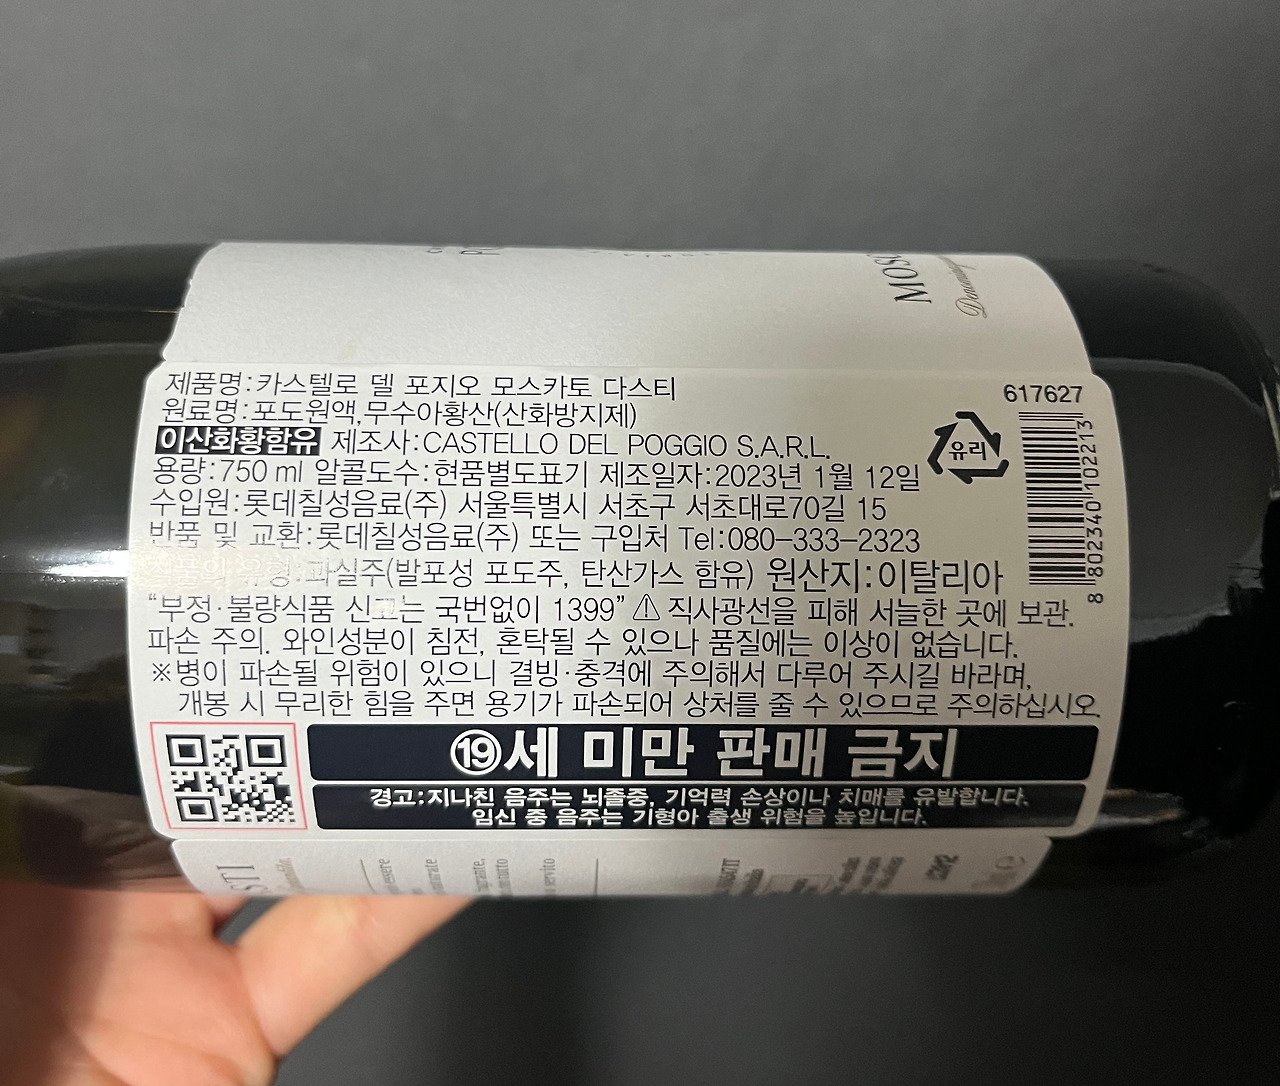 MOSC
제품명:카스텔로 델 포지오 모스카토 다스티
원료명:포도원액,무수아황산(산화방지제)
이산화황함유 제조사:CASTELLO DEL POGGIO S.A.R.L.
용량:750 ml 알콜도수:현품별도표기 제조일자:2023년 1월 12일
수입원:롯데칠성음료(주) 서울특별시 서초구 서초대로70길 15
반품 및 교환:롯데칠성음료(주) 또는 구입처 Tel:080-333-2323
제품의 유형:과실주(발포성 포도주, 탄산가스 함유) 원산지:이탈리아
"부정·불량식품 신고는 국번없이 1399" ⚠ 직사광선을 피해 서늘한 곳에 보관.
파손 주의. 와인성분이 침전, 혼탁될 수 있으나 품질에는 이상이 없습니다.
※병이 파손될 위험이 있으니 결빙·충격에 주의해서 다루어 주시길 바라며,
개봉 시 무리한 힘을 주면 용기가 파손되어 상처를 줄 수 있으므로 주의하십시오.
617627
유리
8 802340 102213
⑲세 미만 판매 금지
경고:지나친 음주는 뇌졸중, 기억력 손상이나 치매를 유발합니다.
임신 중 음주는 기형아 출생 위험을 높입니다.
STI
essere
servito